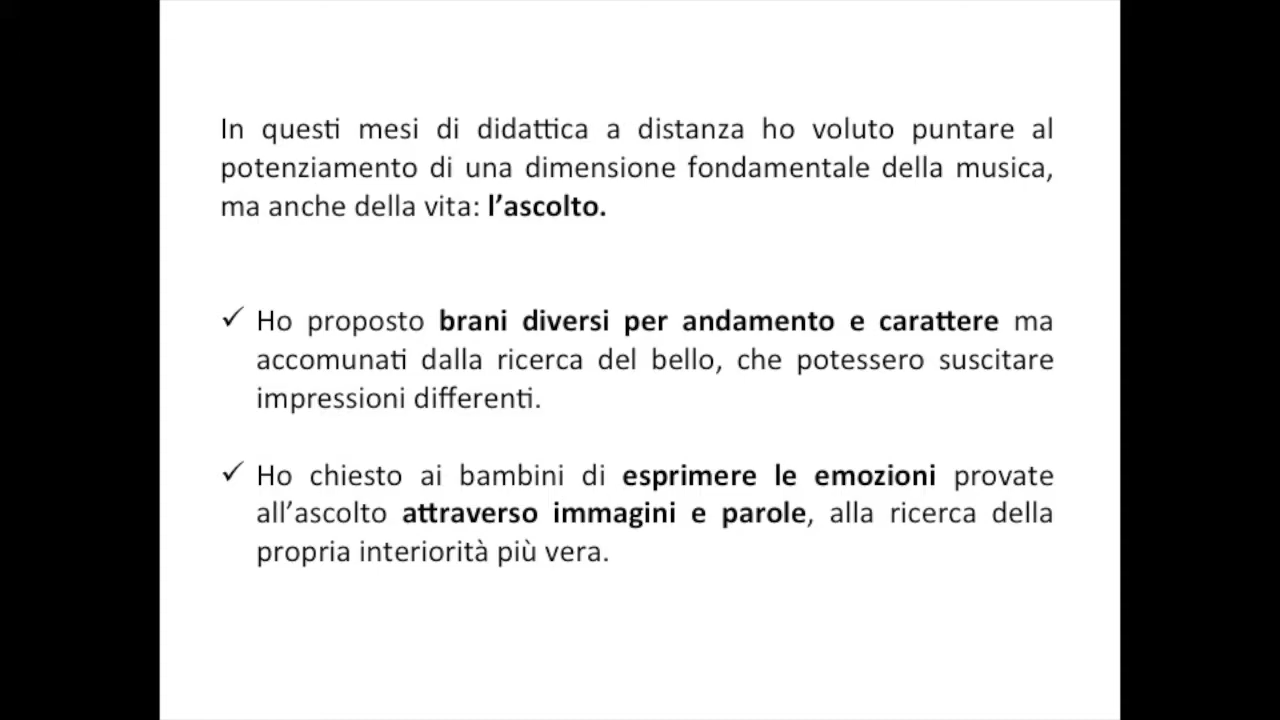 In questi mesi di didattica a distanza ho voluto puntare al
potenziamento di una dimensione fondamentale della musica,
ma anche della vita: l’ascolto.
✓ Ho proposto brani diversi per andamento e carattere ma
accomunati dalla ricerca del bello, che potessero suscitare
impressioni differenti.
✓ Ho chiesto ai bambini di esprimere le emozioni provate
all’ascolto attraverso immagini e parole, alla ricerca della
propria interiorità più vera.